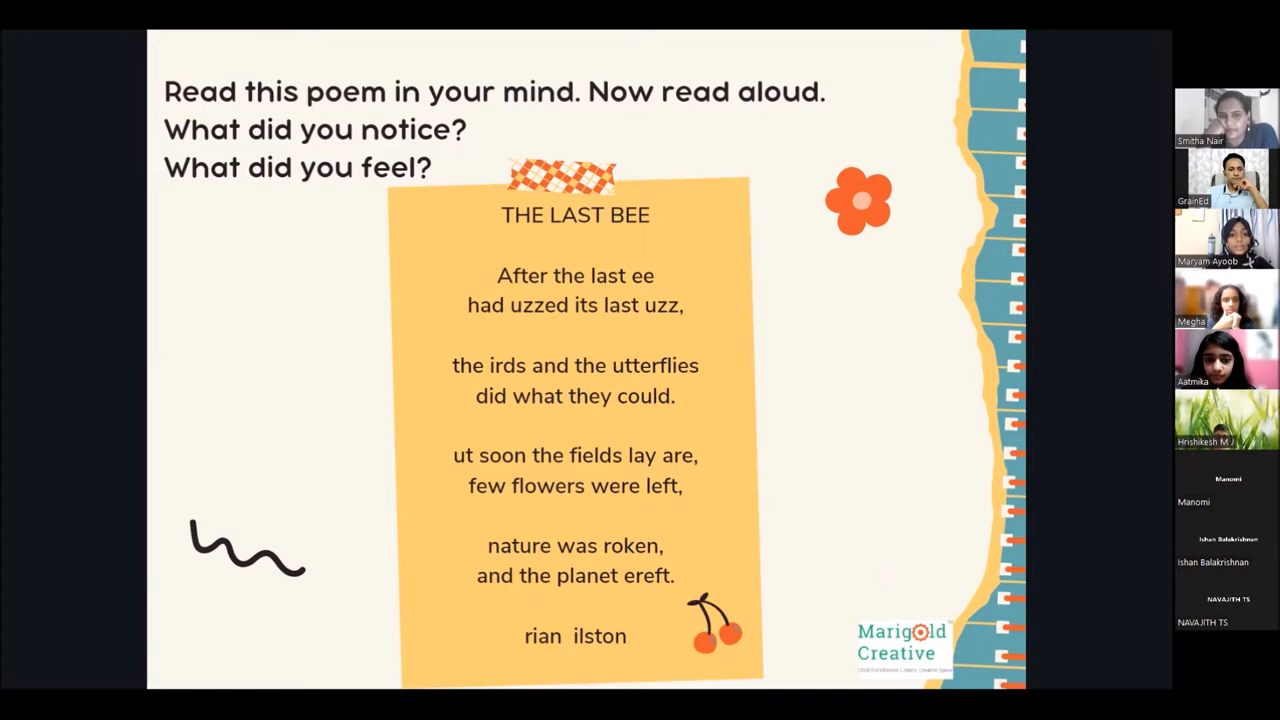 Read this poem in your mind. Now read aloud.
What did you notice?
What did you feel?
THE LAST BEE
After the last ee
had uzzed its last uzz,
the irds and the utterflies
did what they could.
ut soon the fields lay are,
few flowers were left,
nature was roken,
and the planet ereft.
rian ilston
Marigold
Creative
Smitha Nair
GrainEd
Maryam Ayoob
Megha
Aatmika
Hrishikesh M J
Manomi
Manomi
Ishan Balakrishnan
Ishan Balakrishnan
NAVAJITH TS
NAVAJITH TS